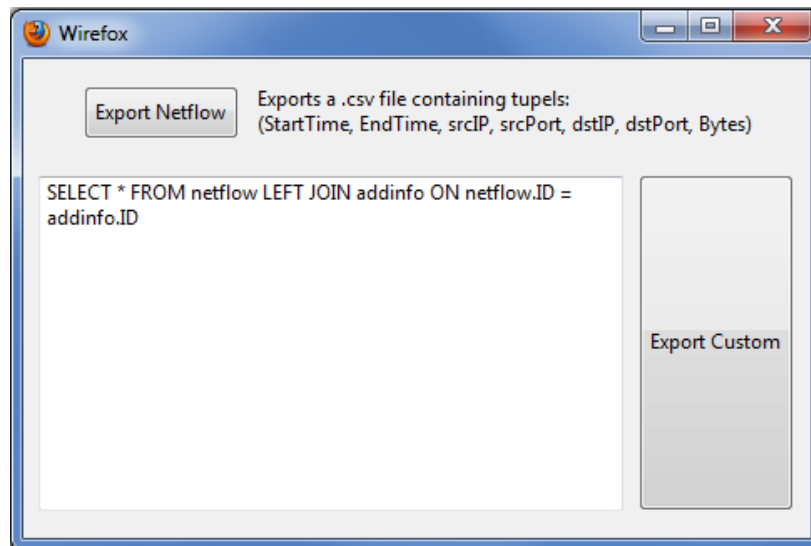 Wirefox
Export Netflow
Exports a .csv file containing tupels:
(StartTime, EndTime, srcIP, srcPort, dstIP, dstPort, Bytes)
SELECT * FROM netflow LEFT JOIN addinfo ON netflow.ID =
addinfo.ID
Export Custom